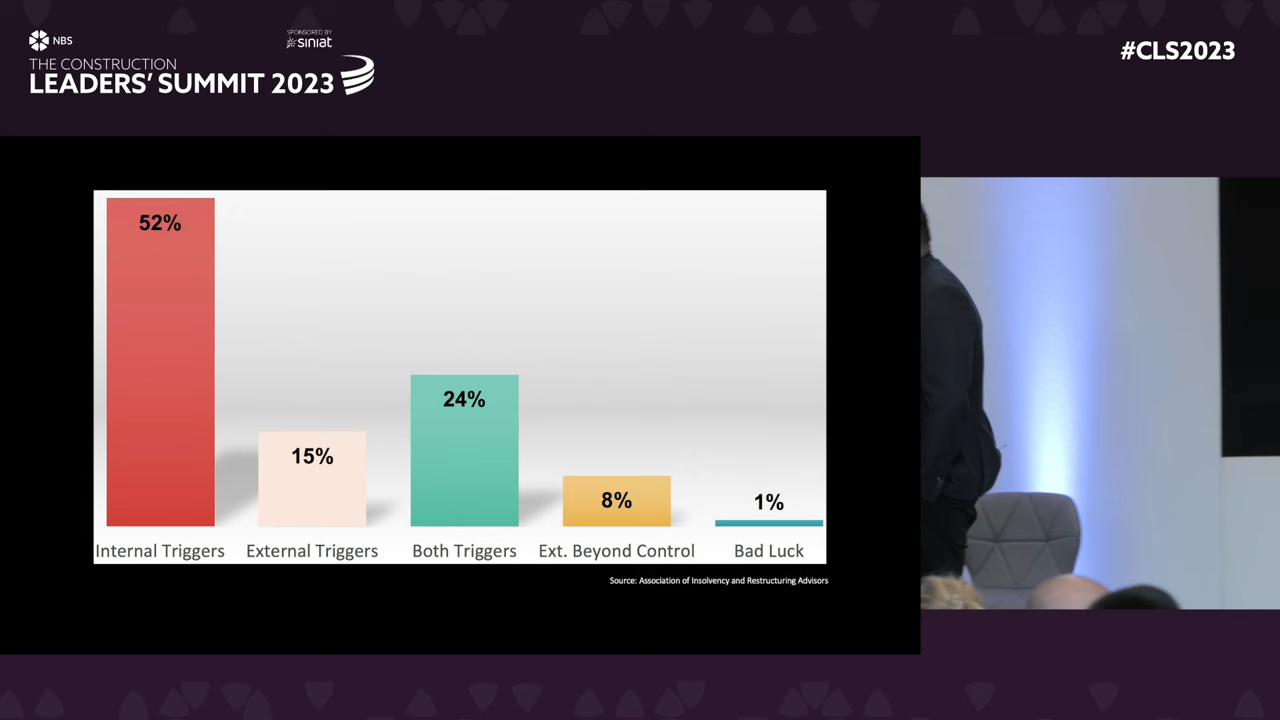 NBS
SPONSORED BY
siniat
THE CONSTRUCTION
LEADERS' SUMMIT 2023
#CLS2023
52%
15%
24%
8%
1%
Internal Triggers
External Triggers
Both Triggers
Ext. Beyond Control
Bad Luck
Source: Association of Insolvency and Restructuring Advisors